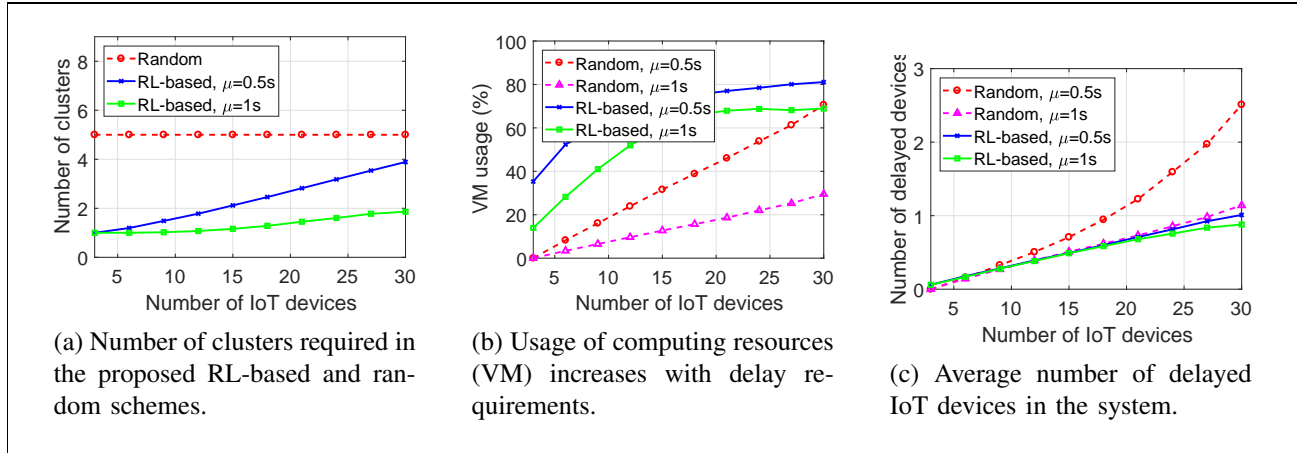 Number of clusters
8
6
4
2
0
Random
RL-based, μ=0.5s
RL-based, μ=1s
5 10 15 20 25 30
Number of IoT devices
(a) Number of clusters required in
the proposed RL-based and ran-
dom schemes.
VM usage (%)
100
80
60
40
20
0
Random, μ=0.5s
Random, μ=1s
RL-based, μ=0.5s
RL-based, μ=1s
5 10 15 20 25 30
Number of IoT devices
(b) Usage of computing resources
(VM) increases with delay re-
quirements.
Number of delayed devices
3
2
1
0
Random, μ=0.5s
Random, μ=1s
RL-based, μ=0.5s
RL-based, μ=1s
5 10 15 20 25 30
Number of IoT devices
(c) Average number of delayed
IoT devices in the system.